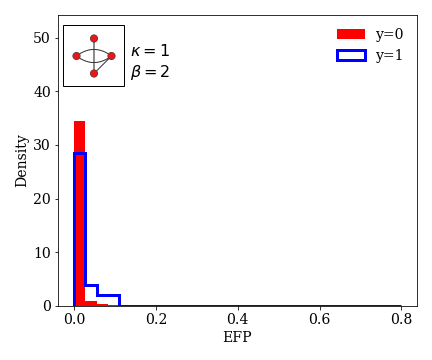 50
40
30
20
10
0
Density
κ = 1
β = 2
y=0
y=1
0.0 0.2 0.4 0.6 0.8
EFP